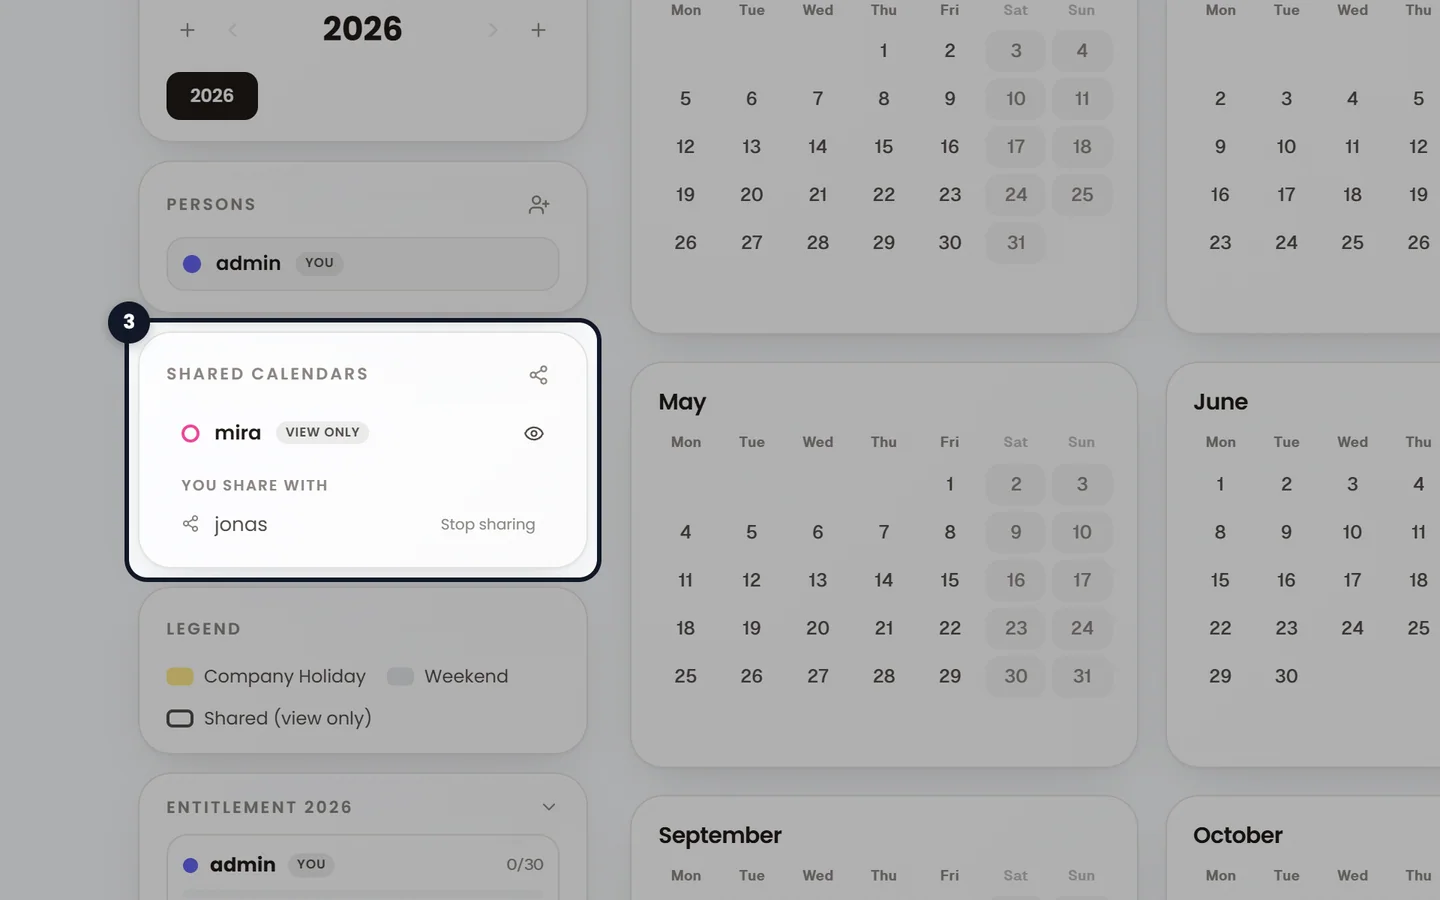 2026
2026
PERSONS
admin YOU
3
SHARED CALENDARS
mira VIEW ONLY
YOU SHARE WITH
jonas Stop sharing
LEGEND
Company Holiday Weekend
Shared (view only)
ENTITLEMENT 2026
admin YOU 0/30
Mon Tue Wed Thu Fri Sat Sun
1 2 3 4
5 6 7 8 9 10 11
12 13 14 15 16 17 18
19 20 21 22 23 24 25
26 27 28 29 30 31
Mon Tue Wed Thu
2 3 4 5
9 10 11 12
16 17 18 19
23 24 25 26
May
Mon Tue Wed Thu Fri Sat Sun
1 2 3
4 5 6 7 8 9 10
11 12 13 14 15 16 17
18 19 20 21 22 23 24
25 26 27 28 29 30 31
June
Mon Tue Wed Thu
1 2 3 4
8 9 10 11
15 16 17 18
22 23 24 25
29 30
September
Mon Tue Wed Thu Fri Sat Sun
October
Mon Tue Wed Thu